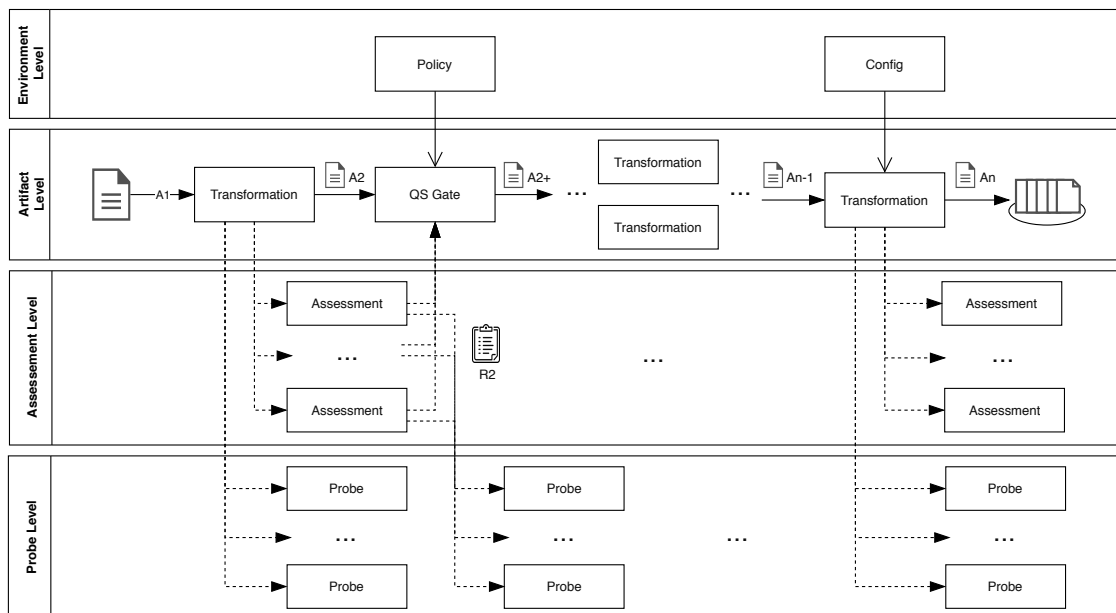 Environment
Level
Policy
Config
Artifact
Level
A1
Transformation
A2
QS Gate
A2+
...
Transformation
Transformation
...
An-1
Transformation
An
Assessement Level
Assessment
...
Assessment
R2
...
Assessment
...
Assessment
Probe Level
Probe
...
Probe
Probe
...
Probe
...
Probe
...
Probe